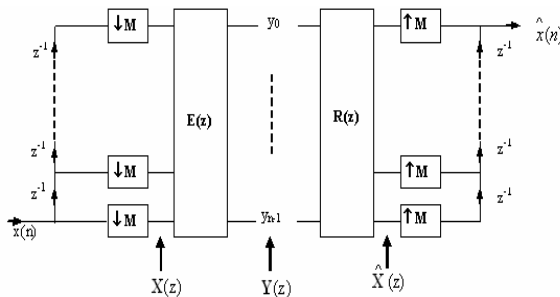 ↓M y₀ ↑M x̂(n)
z⁻¹ z⁻¹
E(z) R(z)
z⁻¹ z⁻¹
↓M ↑M
z⁻¹ z⁻¹
↓M yₙ₋₁ ↑M
x(n)
X(z) Y(z) X̂(z)